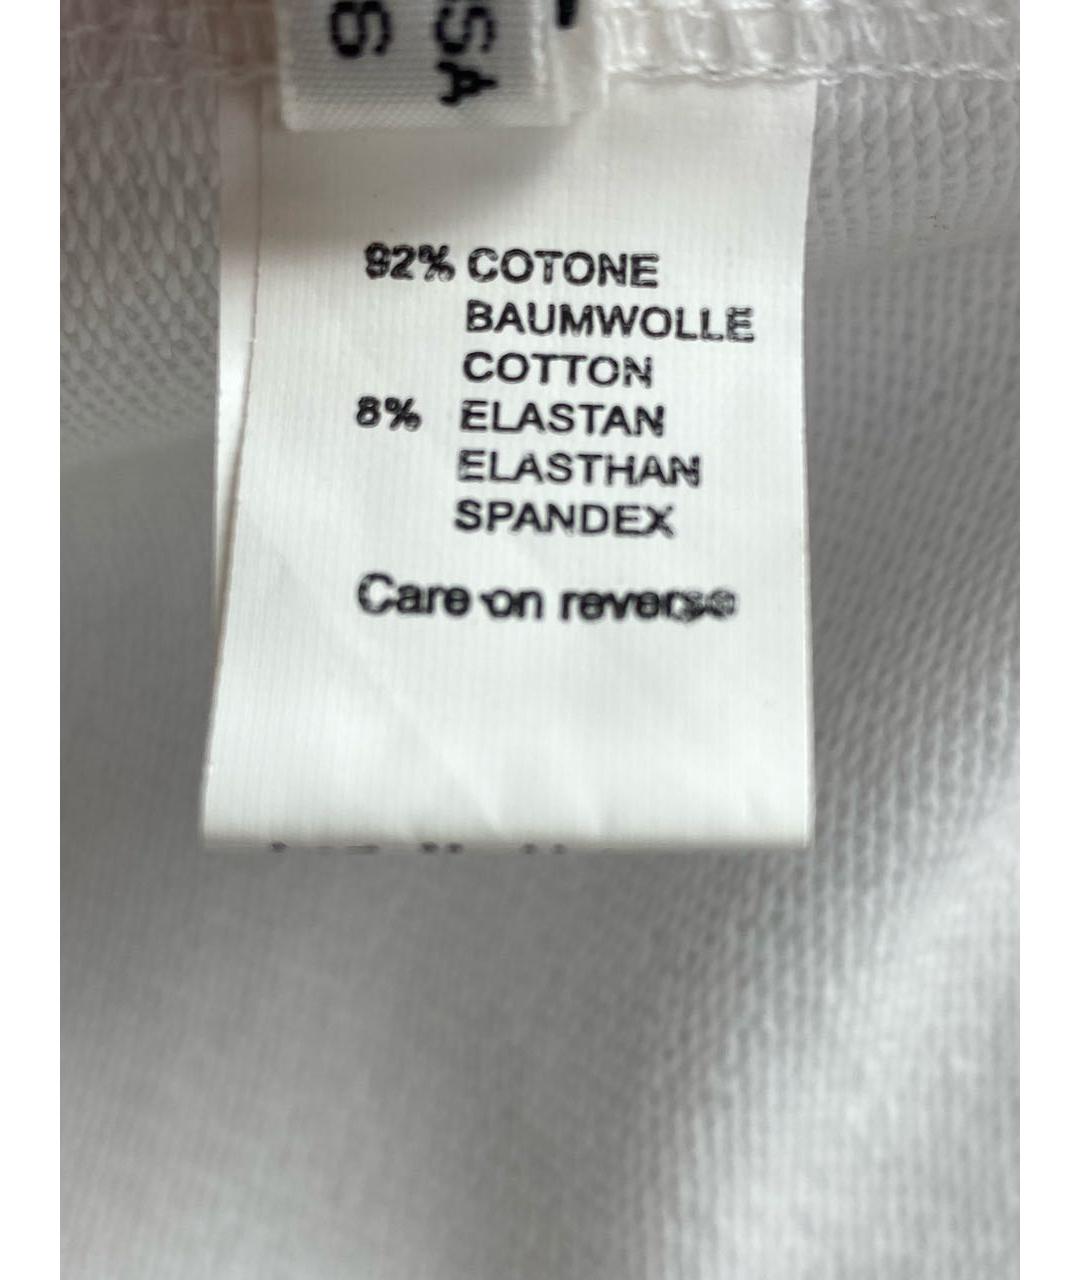 92% COTONE
BAUMWOLLE
COTTON
8% ELASTAN
ELASTHAN
SPANDEX
Care on reverse